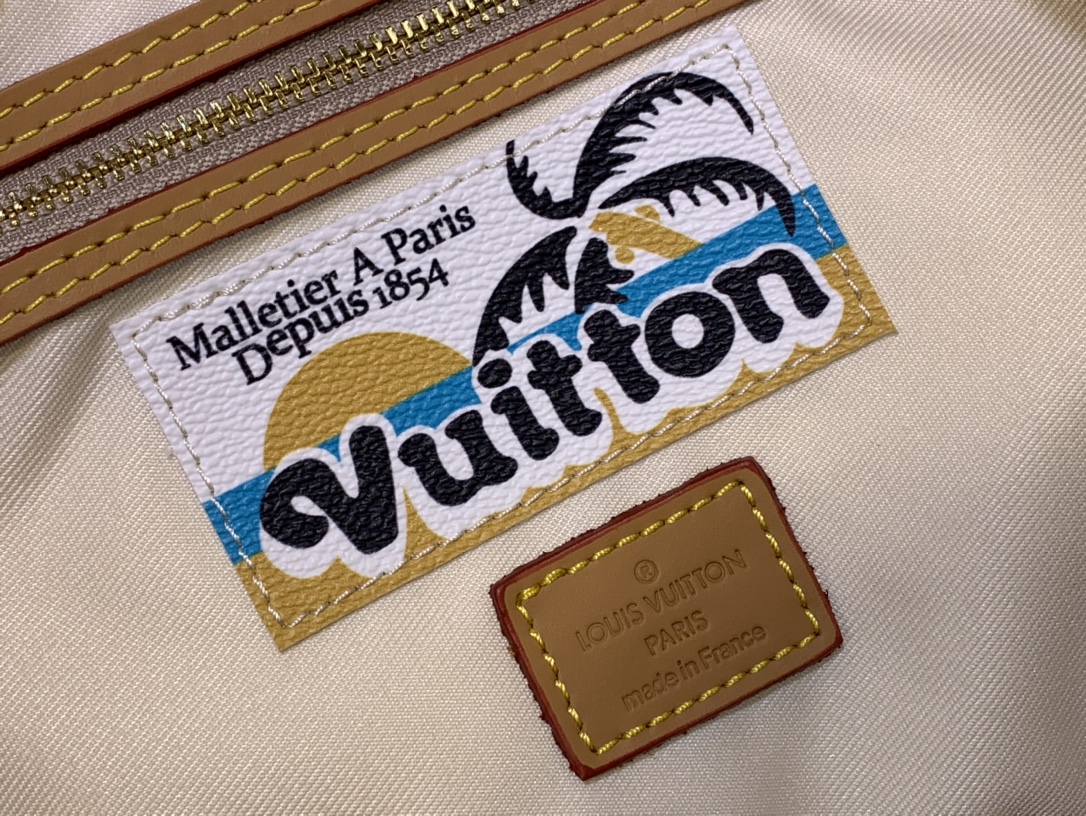 Malletier A Paris
Depuis 1854
Vuitton
®
LOUIS VUITTON
PARIS
made in France